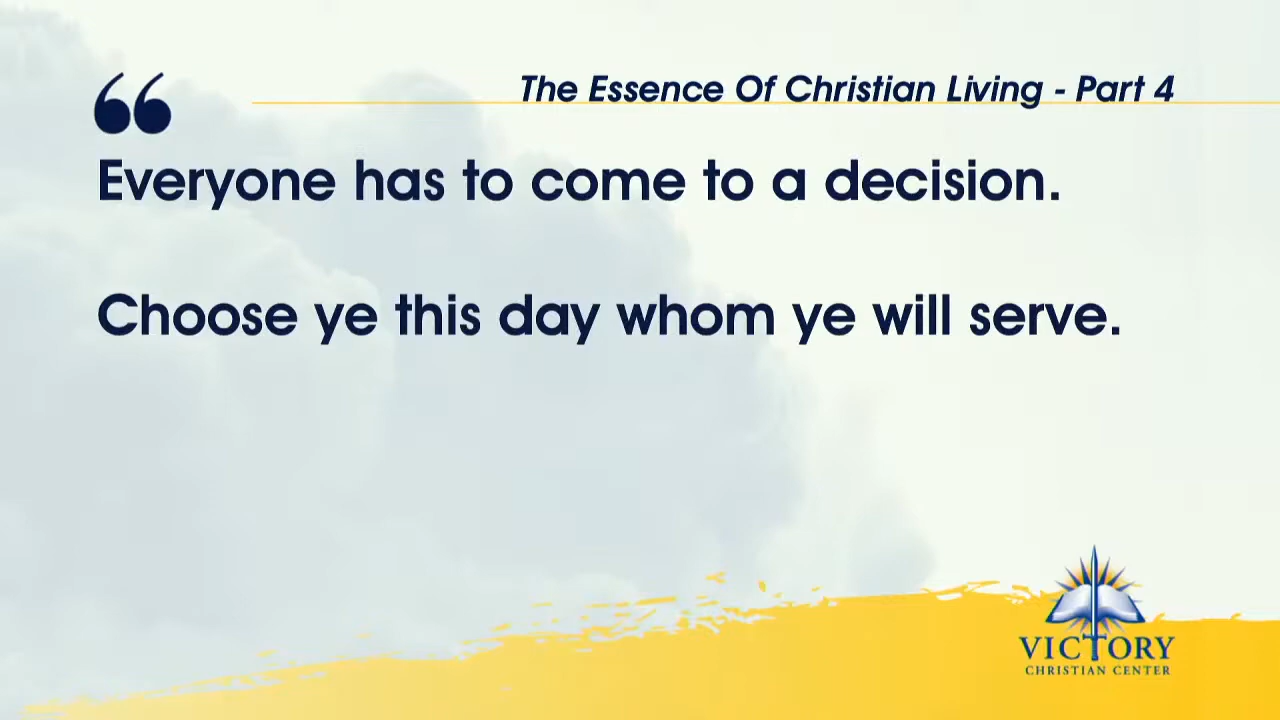 The Essence Of Christian Living - Part 4
“
Everyone has to come to a decision.
Choose ye this day whom ye will serve.
VICTORY
CHRISTIAN CENTER